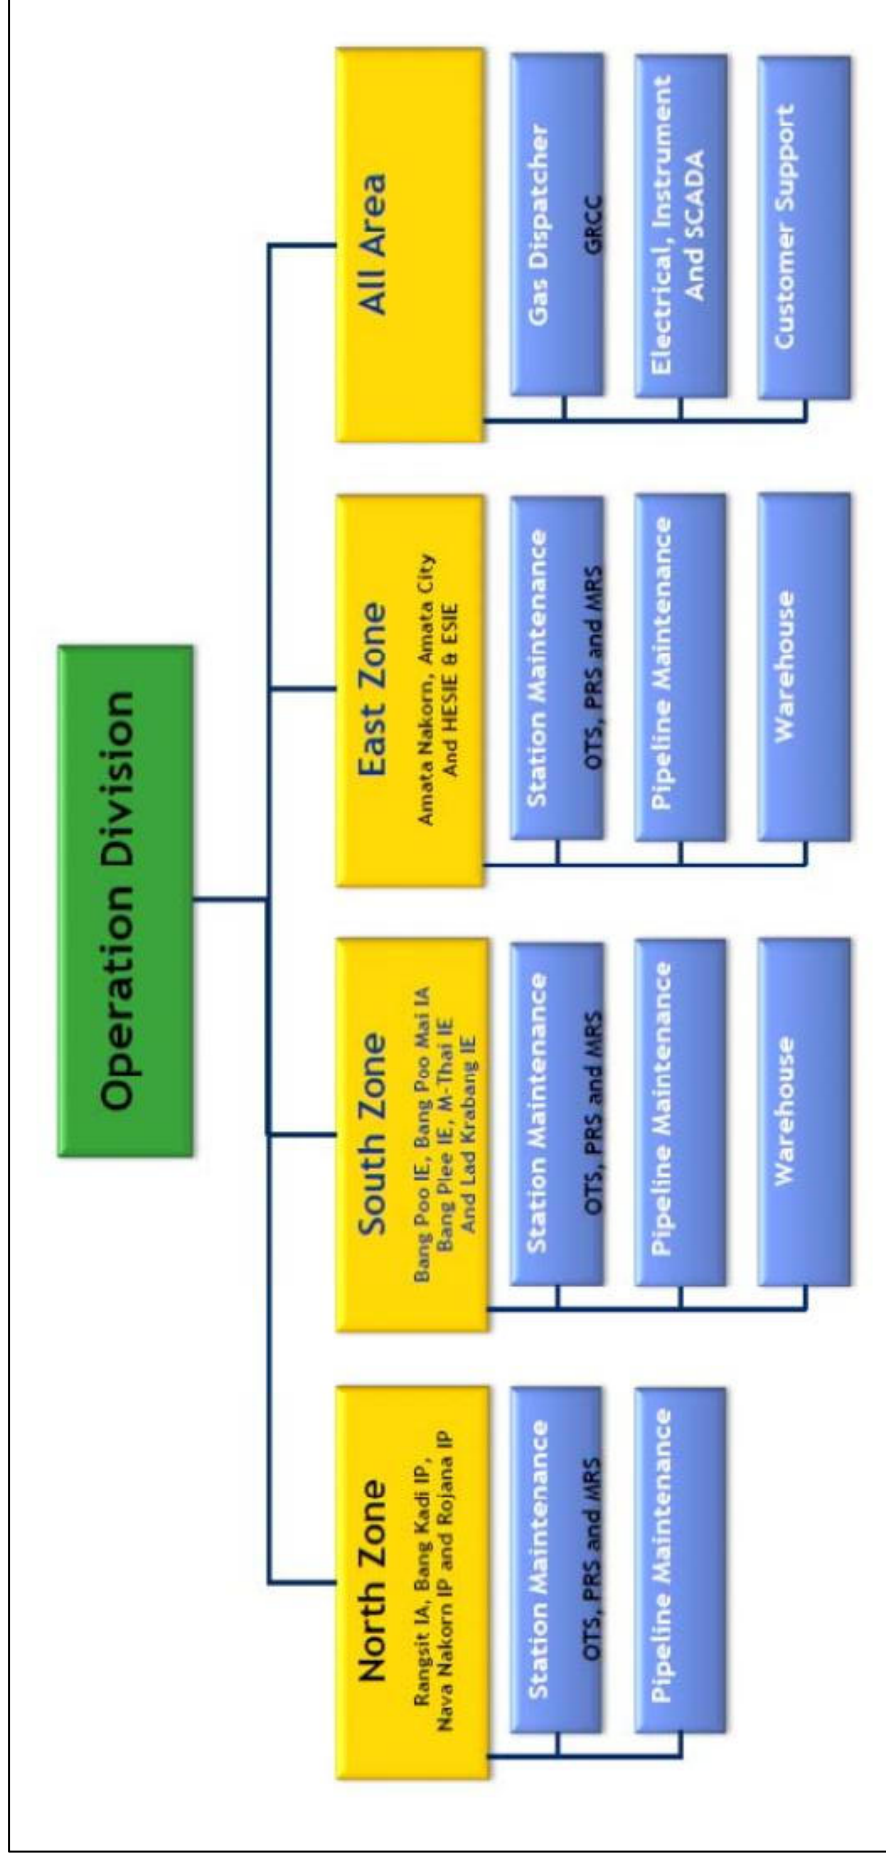 Operation Division
North Zone
Rangsit IA, Bang Kadi IP,
Nava Nakorn IP and Rojana IP
Station Maintenance
OTS, PRS and MRS
Pipeline Maintenance
South Zone
Bang Poo IE, Bang Poo Mai IA
Bang Plee IE, M-Thai IE
And Lad Krabang IE
Station Maintenance
OTS, PRS and MRS
Pipeline Maintenance
Warehouse
East Zone
Amata Nakorn, Amata City
And HESIE & ESIE
Station Maintenance
OTS, PRS and MRS
Pipeline Maintenance
Warehouse
All Area
Gas Dispatcher
GRCC
Electrical, Instrument
And SCADA
Customer Support